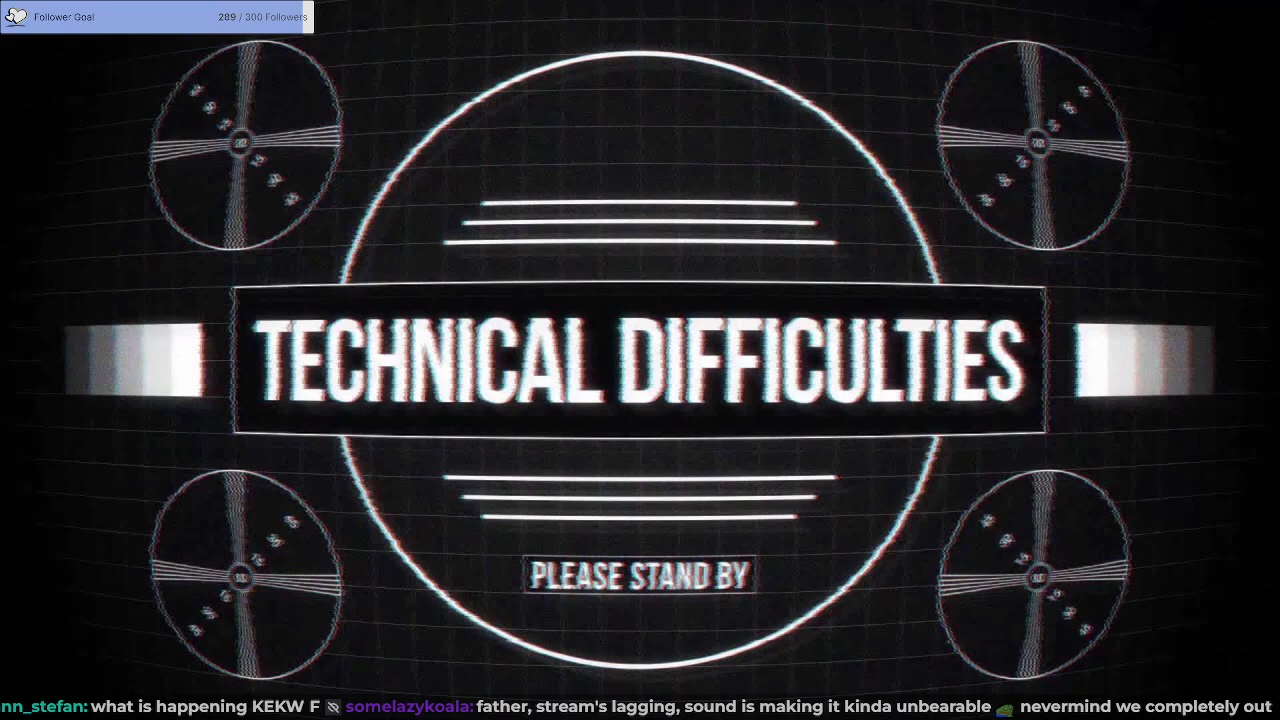 Follower Goal 289 / 300 Followers
TECHNICAL DIFFICULTIES
PLEASE STAND BY
nn_stefan: what is happening KEKW F somelazykoala: father, stream's lagging, sound is making it kinda unbearable nevermind we completely out